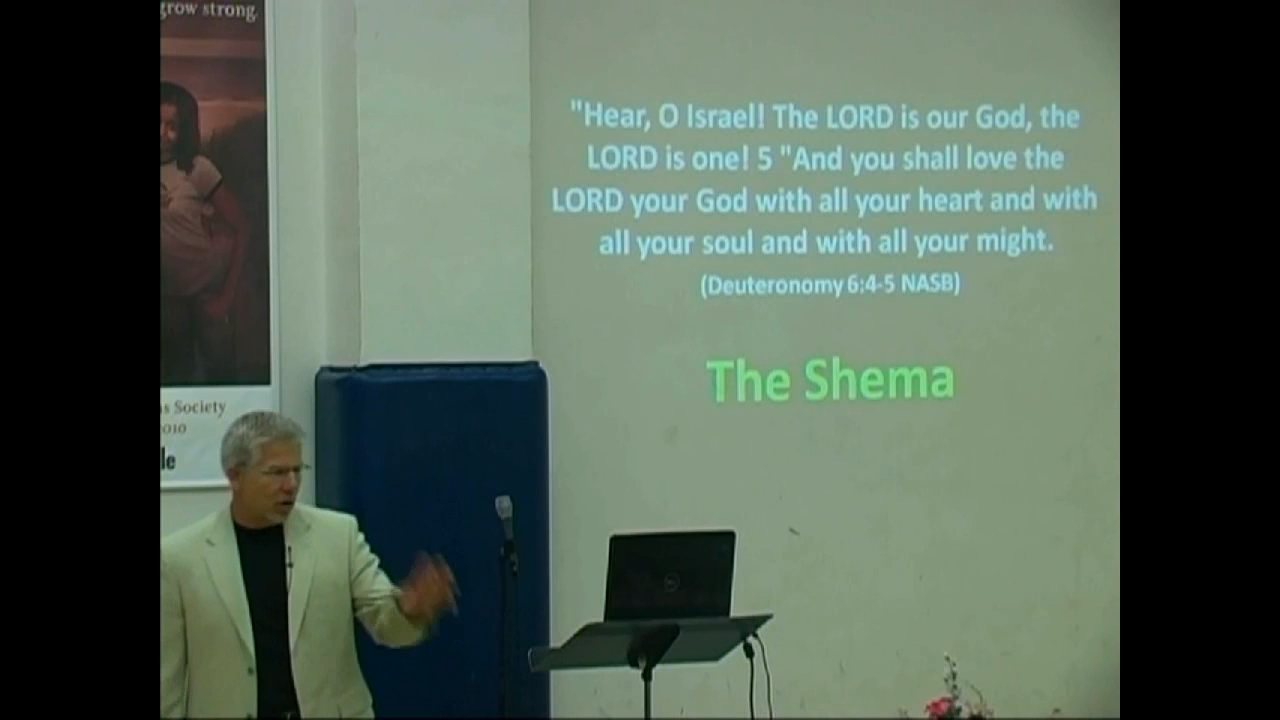 grow strong.
"Hear, O Israel! The LORD is our God, the
LORD is one! 5 "And you shall love the
LORD your God with all your heart and with
all your soul and with all your might.
(Deuteronomy 6:4-5 NASB)
The Shema
Society